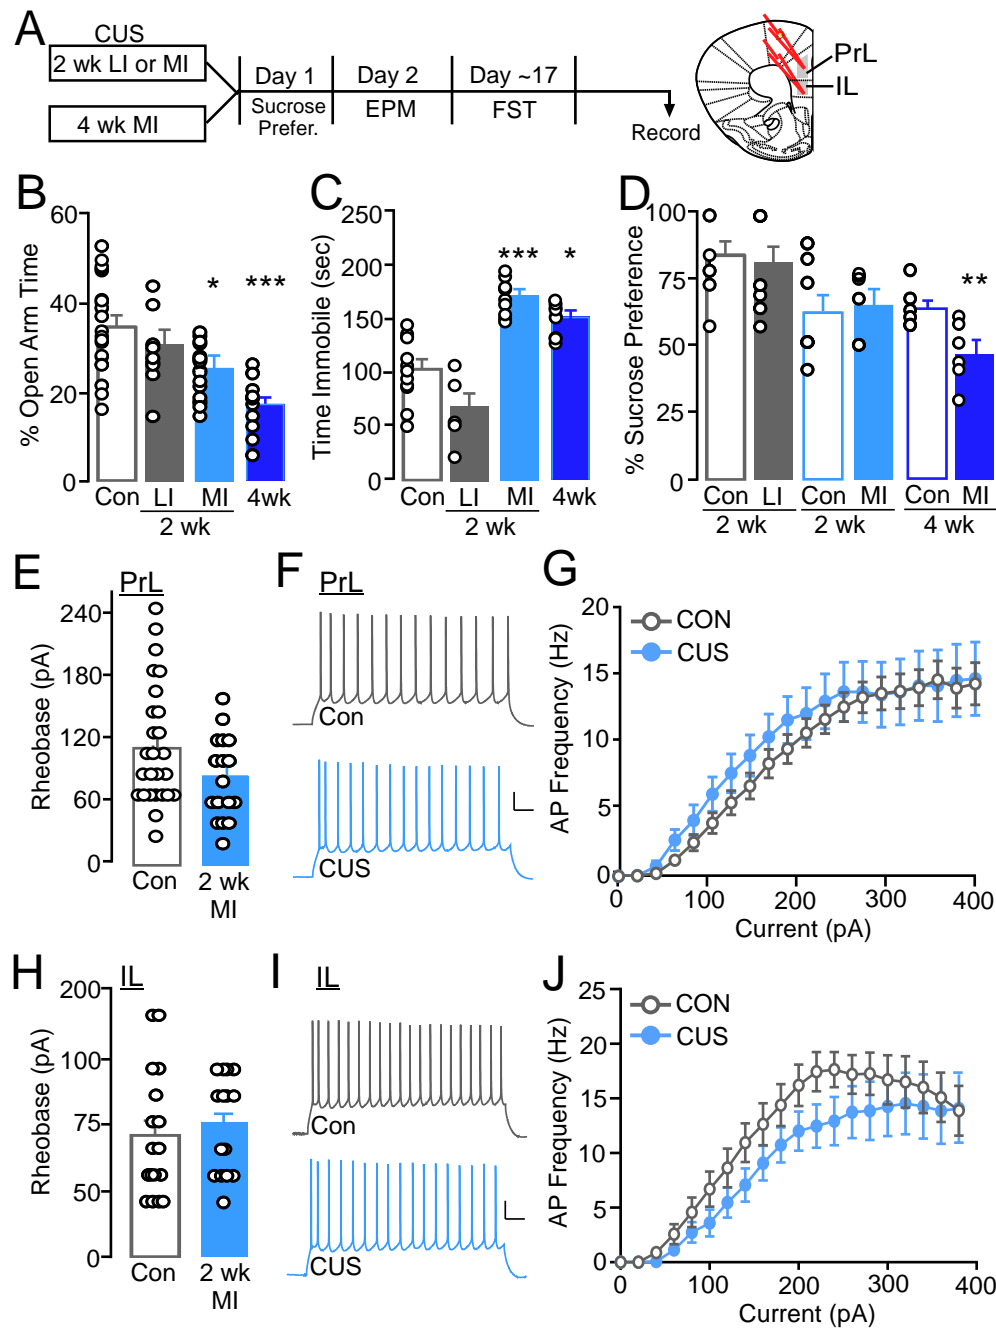 A
CUS
2 wk LI or MI
4 wk MI
Day 1
Sucrose
Prefer.
Day 2
EPM
Day ~17
FST
Record
PrL
IL
B
% Open Arm Time
60
40
20
0
*
***
Con
LI
MI
4wk
2 wk
C
Time Immobile (sec)
250
200
150
100
50
0
***
*
Con
LI
MI
4wk
2 wk
D
% Sucrose Preference
100
75
50
25
0
**
Con
LI
Con
MI
Con
MI
2 wk
2 wk
4 wk
E
PrL
Rheobase (pA)
240
180
120
60
0
Con
2 wk
MI
F
PrL
Con
CUS
G
AP Frequency (Hz)
20
15
10
5
0
CON
CUS
0
100
200
300
400
Current (pA)
H
IL
Rheobase (pA)
200
100
75
50
0
Con
2 wk
MI
I
IL
Con
CUS
J
AP Frequency (Hz)
25
20
15
10
5
0
CON
CUS
0
100
200
300
400
Current (pA)